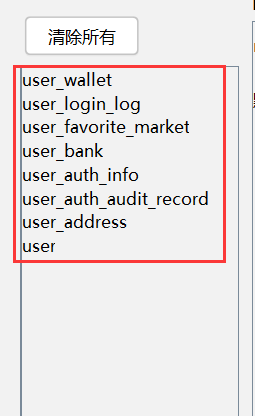 清除所有
user_wallet
user_login_log
user_favorite_market
user_bank
user_auth_info
user_auth_audit_record
user_address
user